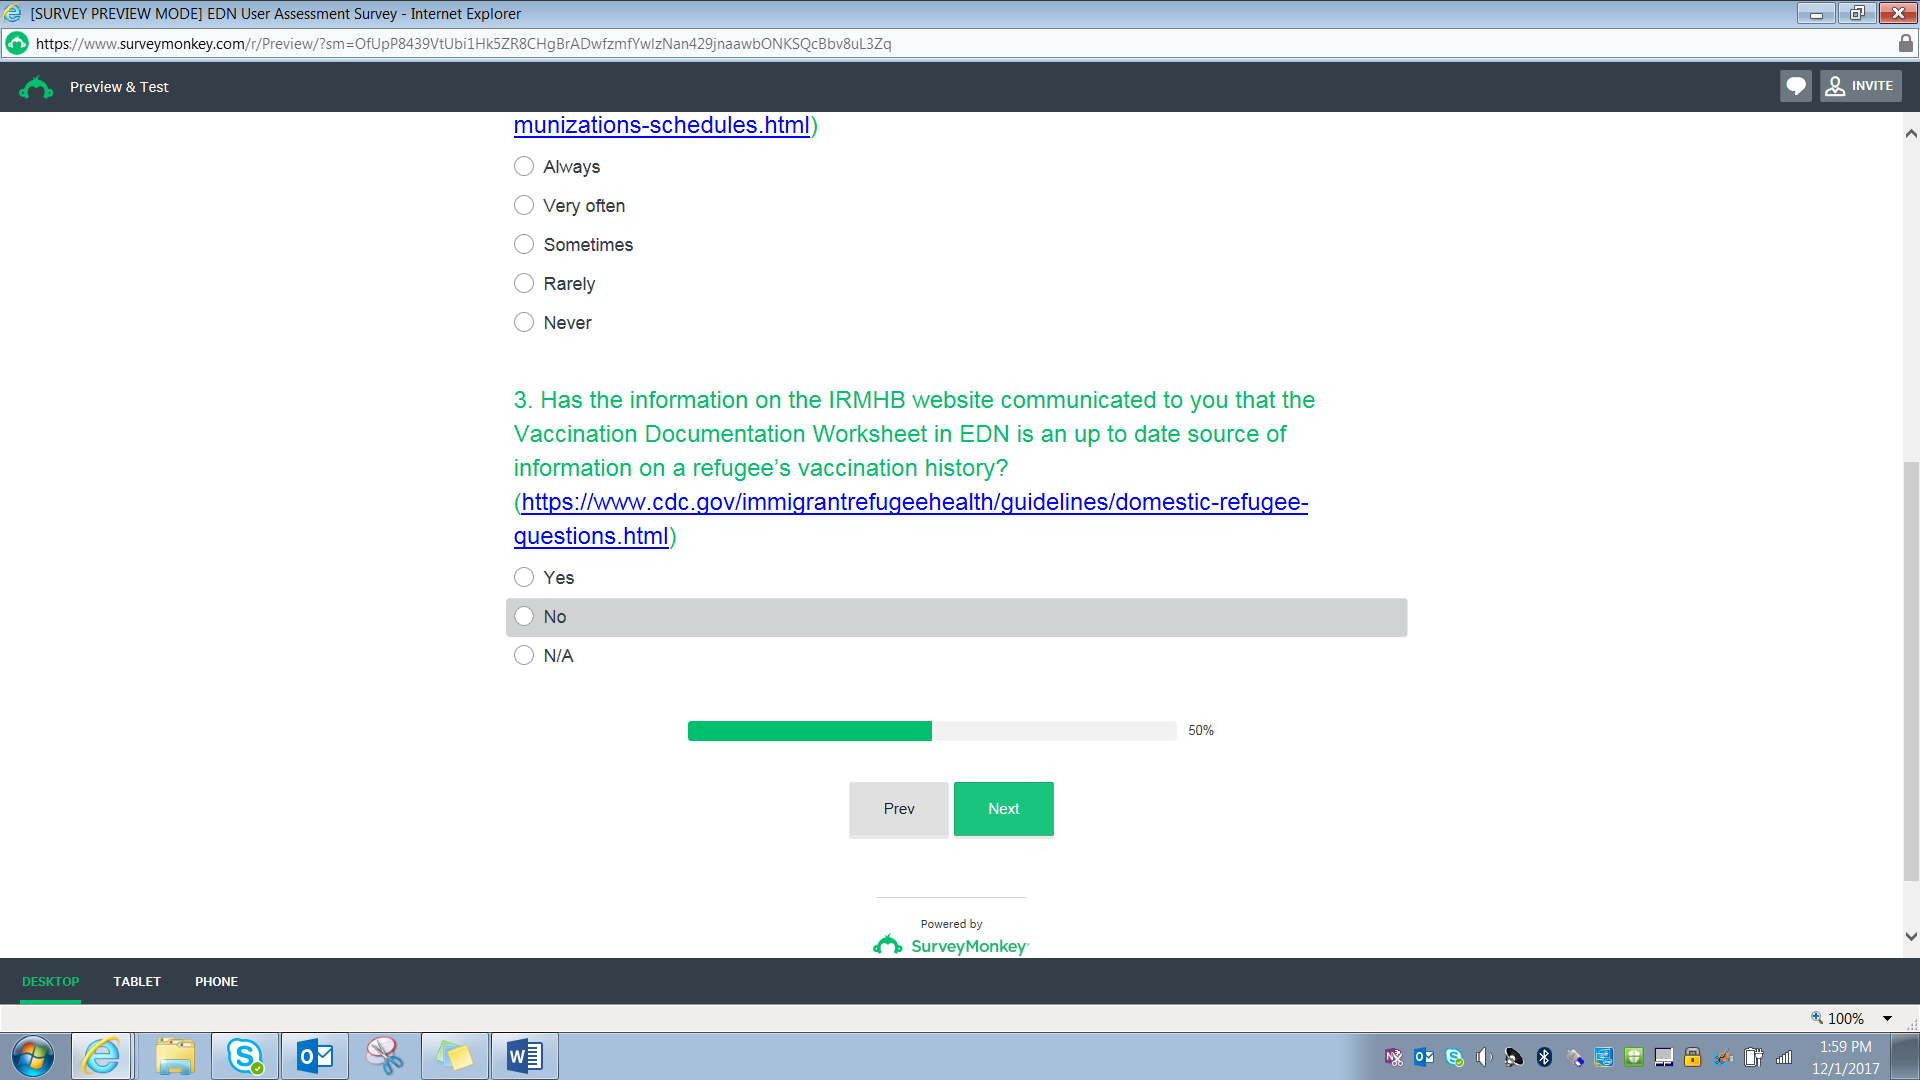 [SURVEY PREVIEW MODE] EDN User Assessment Survey - Internet Explorer
https://www.surveymonkey.com/r/Preview/?sm=OfUpP8439VtUbi1Hk5ZR8CHgBrADwfzmfYwlzNan429jnaawbONKSQcBbv8uL3Zq
Preview & Test
INVITE
munizations-schedules.html)
Always
Very often
Sometimes
Rarely
Never
3. Has the information on the IRMHB website communicated to you that the
Vaccination Documentation Worksheet in EDN is an up to date source of
information on a refugee’s vaccination history?
(https://www.cdc.gov/immigrantrefugeehealth/guidelines/domestic-refugee-
questions.html)
Yes
No
N/A
50%
Prev
Next
Powered by
SurveyMonkey
DESKTOP
TABLET
PHONE
100%
1:59 PM
12/1/2017